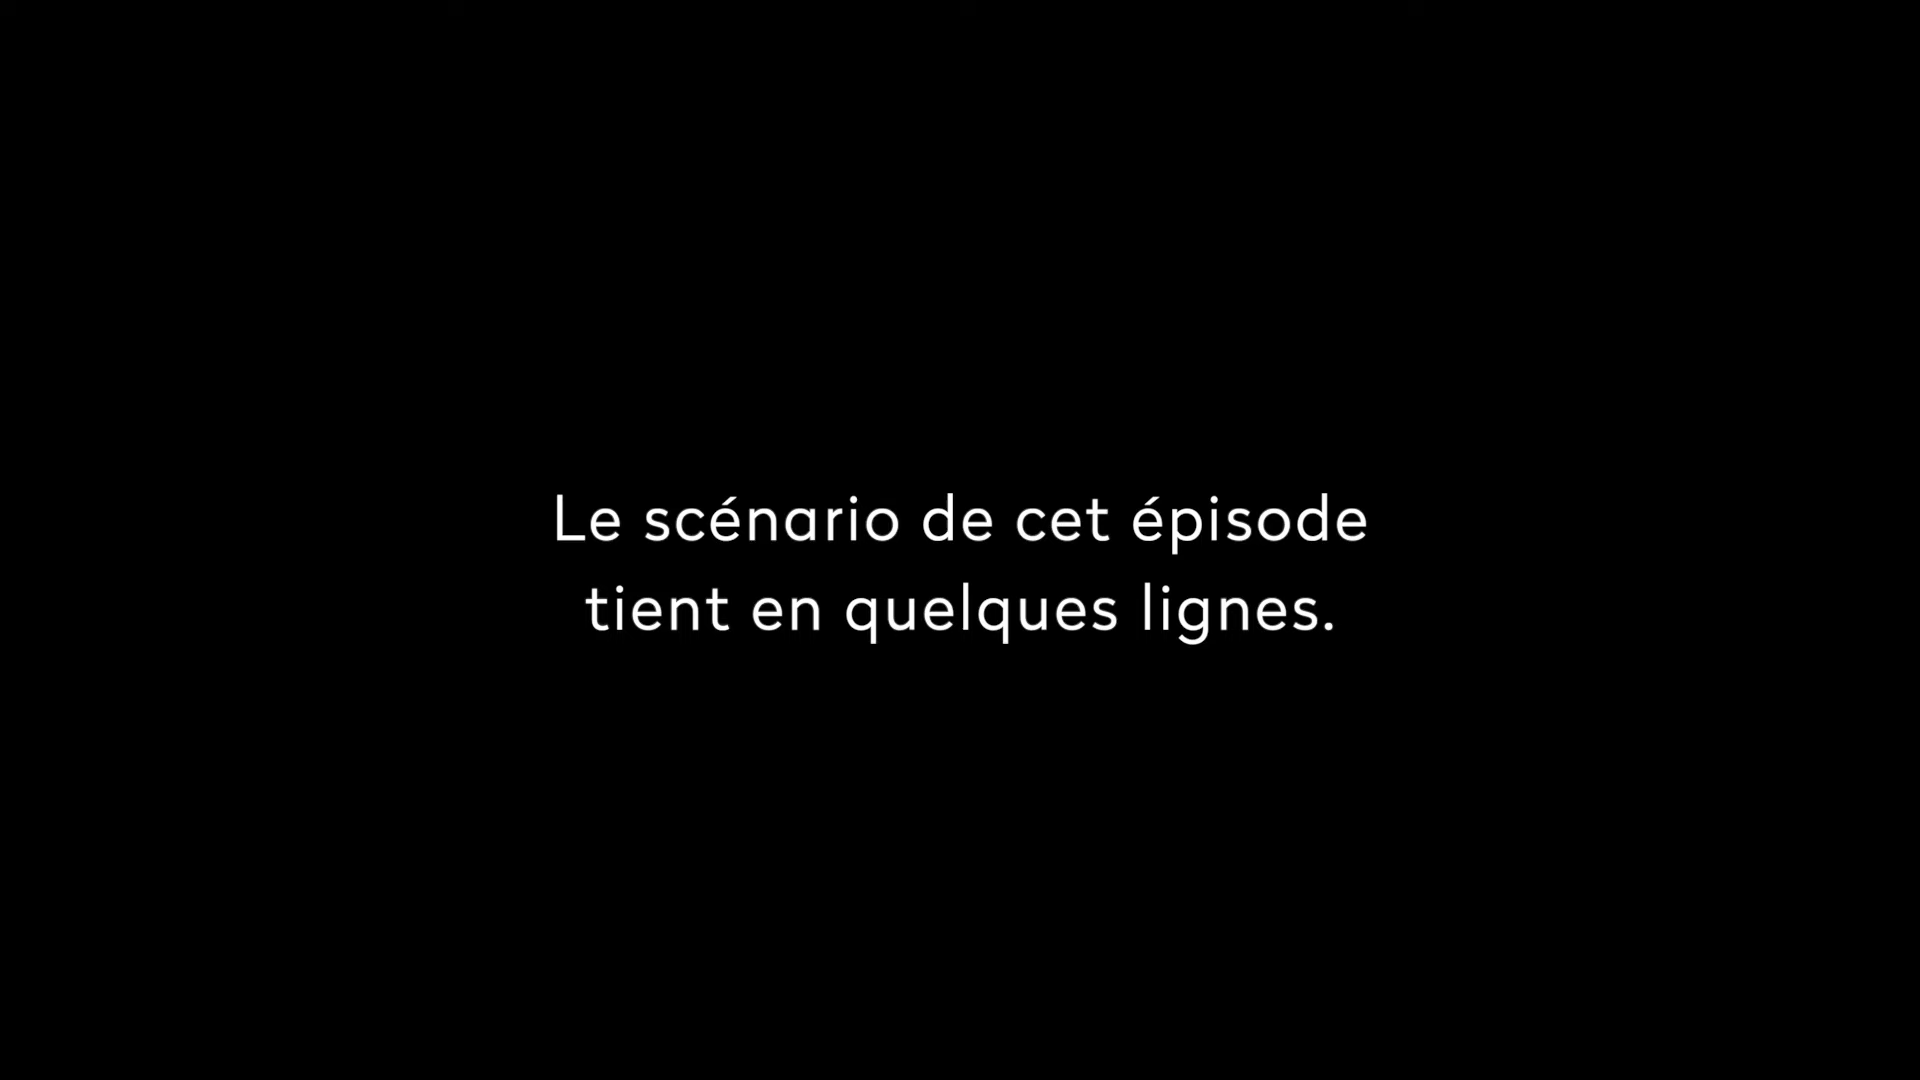 Le scénario de cet épisode
tient en quelques lignes.